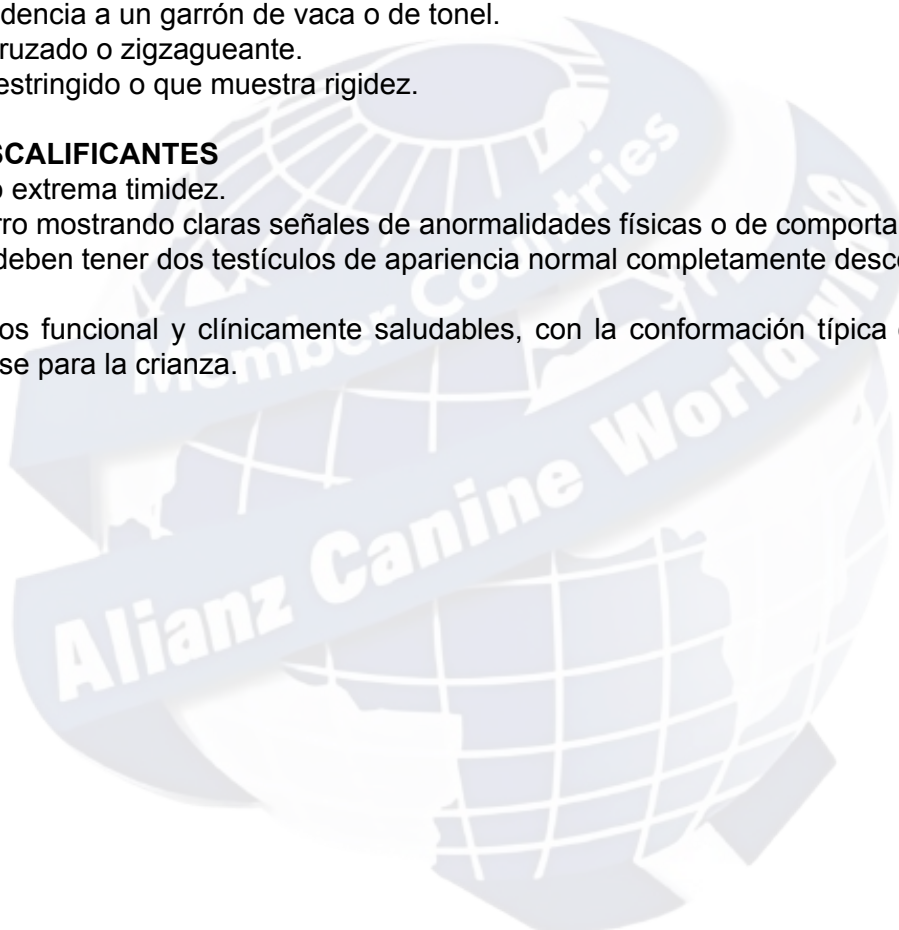 dencia a un garrón de vaca o de tonel.
ruzado o zigzagueante.
estringido o que muestra rigidez.
SCALIFICANTES
o extrema timidez.
rro mostrando claras señales de anormalidades físicas o de comporta
deben tener dos testículos de apariencia normal completamente desc
os funcional y clínicamente saludables, con la conformación típica
se para la crianza.
Member Countries
Alianz Canine Worldwide